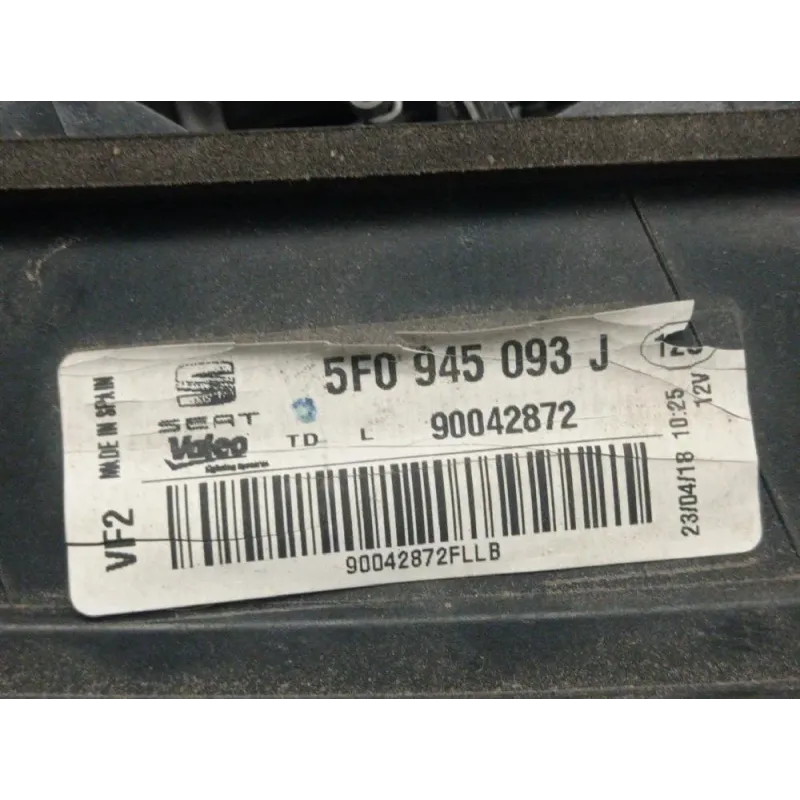 5F0 945 093 J
SEAT
Valeo
TD L 90042872
90042872FLLB
MADE IN SPAIN
VF2
23/04/18 10:25
12V